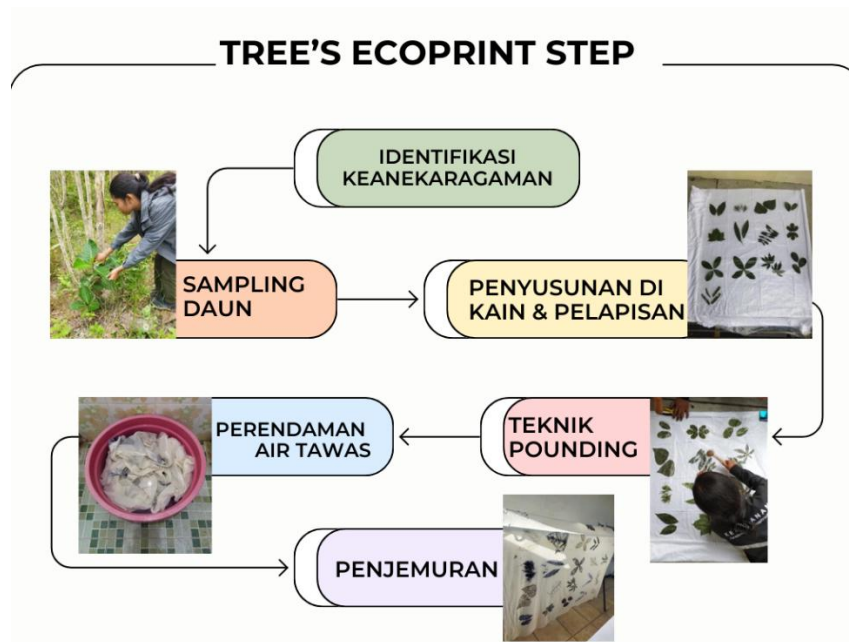 TREE'S ECOPRINT STEP
IDENTIFIKASI
KEANEKARAGAMAN
SAMPLING
DAUN
PENYUSUNAN DI
KAIN & PELAPISAN
TEKNIK
POUNDING
PERENDAMAN
AIR TAWAS
PENJEMURAN